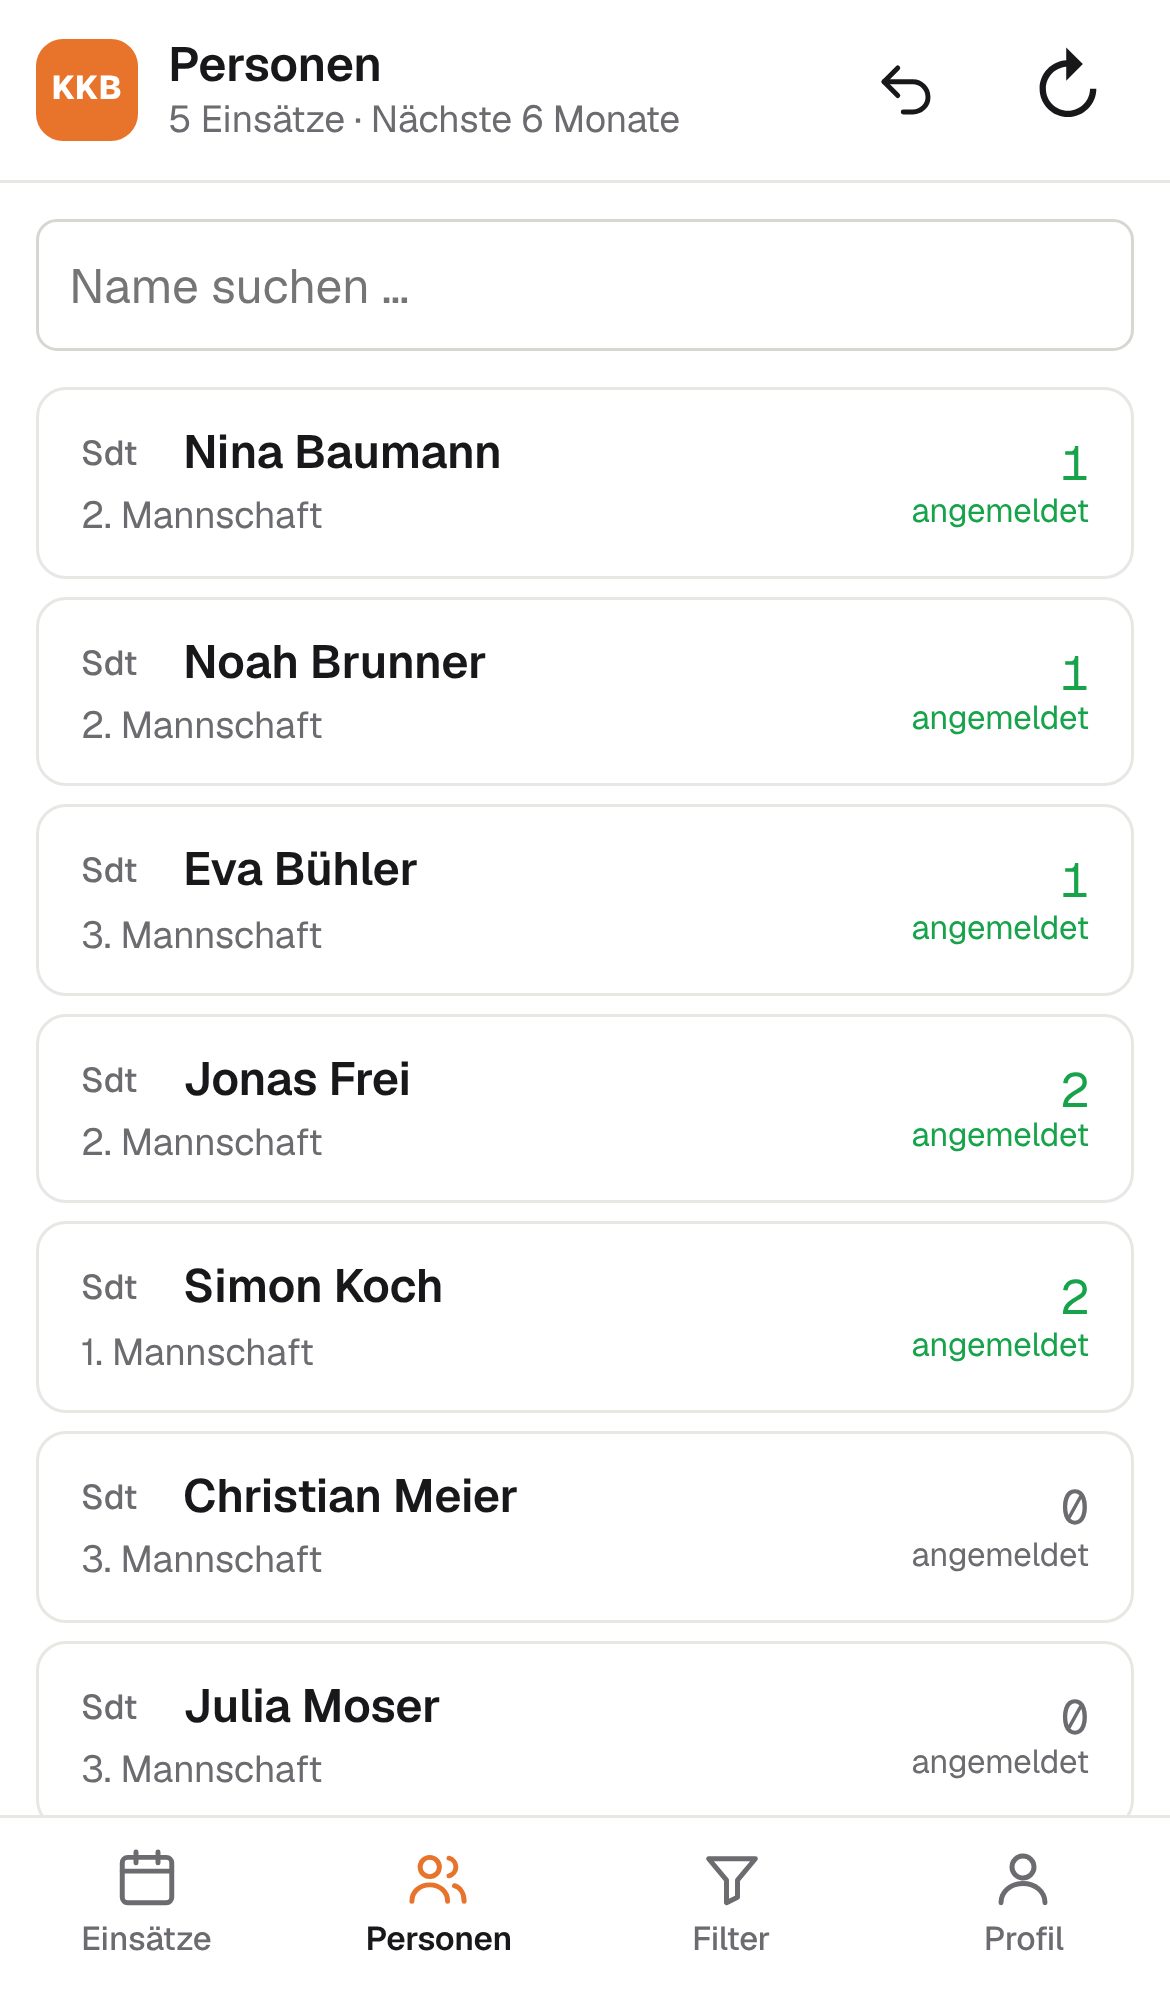 KKB
Personen
5 Einsätze · Nächste 6 Monate
Name suchen ...
Sdt Nina Baumann
2. Mannschaft
1
angemeldet
Sdt Noah Brunner
2. Mannschaft
1
angemeldet
Sdt Eva Bühler
3. Mannschaft
1
angemeldet
Sdt Jonas Frei
2. Mannschaft
2
angemeldet
Sdt Simon Koch
1. Mannschaft
2
angemeldet
Sdt Christian Meier
3. Mannschaft
0
angemeldet
Sdt Julia Moser
3. Mannschaft
0
angemeldet
Einsätze
Personen
Filter
Profil